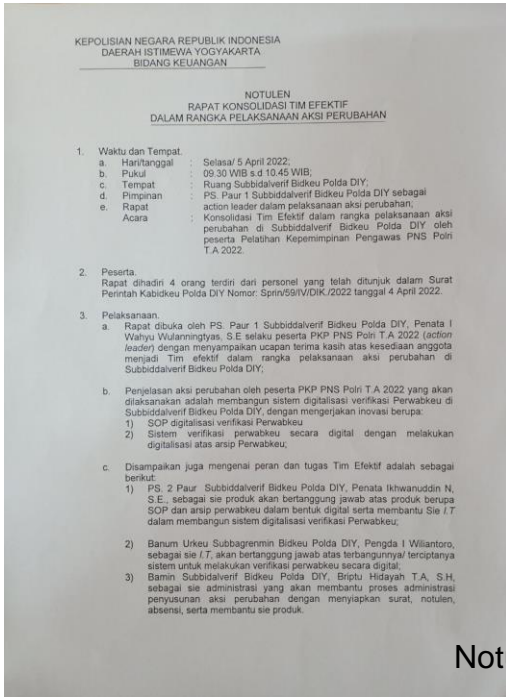 KEPOLISIAN NEGARA REPUBLIK INDONESIA
DAERAH ISTIMEWA YOGYAKARTA
BIDANG KEUANGAN
NOTULEN
RAPAT KONSOLIDASI TIM EFEKTIF
DALAM RANGKA PELAKSANAAN AKSI PERUBAHAN
1. Waktu dan Tempat.
a. Hari/tanggal : Selasa/ 5 April 2022;
b. Pukul : 09.30 WIB s.d 10.45 WIB;
c. Tempat : Ruang Subbidalverif Bidkeu Polda DIY;
d. Pimpinan : PS. Paur 1 Subbiddalverif Bidkeu Polda DIY sebagai
e. Rapat action leader dalam pelaksanaan aksi perubahan;
Acara : Konsolidasi Tim Efektif dalam rangka pelaksanaan aksi
perubahan di Subbiddalverif Bidkeu Polda DIY oleh
peserta Pelatihan Kepemimpinan Pengawas PNS Polri
T.A 2022.
2. Peserta.
Rapat dihadiri 4 orang terdiri dari personel yang telah ditunjuk dalam Surat
Perintah Kabidkeu Polda DIY Nomor: Sprin/59/IV/DIK./2022 tanggal 4 April 2022.
3. Pelaksanaan.
a. Rapat dibuka oleh PS. Paur 1 Subbiddalverif Bidkeu Polda DIY, Penata I
Wahyu Wulanningtyas, S.E selaku peserta PKP PNS Polri T.A 2022 (action
leader) dengan menyampaikan ucapan terima kasih atas kesediaan anggota
menjadi Tim efektif dalam rangka pelaksanaan aksi perubahan di
Subbiddalverif Bidkeu Polda DIY;
b. Penjelasan aksi perubahan oleh peserta PKP PNS Polri T.A 2022 yang akan
dilaksanakan adalah membangun sistem digitalisasi verifikasi Perwabkeu di
Subbiddalverif Bidkeu Polda DIY, dengan mengerjakan inovasi berupa:
1) SOP digitalisasi verifikasi Perwabkeu
2) Sistem verifikasi perwabkeu secara digital dengan melakukan
digitalisasi atas arsip Perwabkeu;
c. Disampaikan juga mengenai peran dan tugas Tim Efektif adalah sebagai
berikut:
1) PS. 2 Paur Subbiddalverif Bidkeu Polda DIY, Penata Ikhwanuddin N,
S.E., sebagai sie produk akan bertanggung jawab atas produk berupa
SOP dan arsip perwabkeu dalam bentuk digital serta membantu Sie I.T
dalam membangun sistem digitalisasi verifikasi Perwabkeu;
2) Banum Urkeu Subbagrenmin Bidkeu Polda DIY, Pengda I Wiliantoro,
sebagai sie I.T, akan bertanggung jawab atas terbangunnya/ terciptanya
sistem untuk melakukan verifikasi perwabkeu secara digital;
3) Bamin Subbidalverif Bidkeu Polda DIY, Briptu Hidayah T.A, S.H,
sebagai sie administrasi yang akan membantu proses administrasi
penyusunan aksi perubahan dengan menyiapkan surat, notulen,
absensi, serta membantu sie produk.
Not